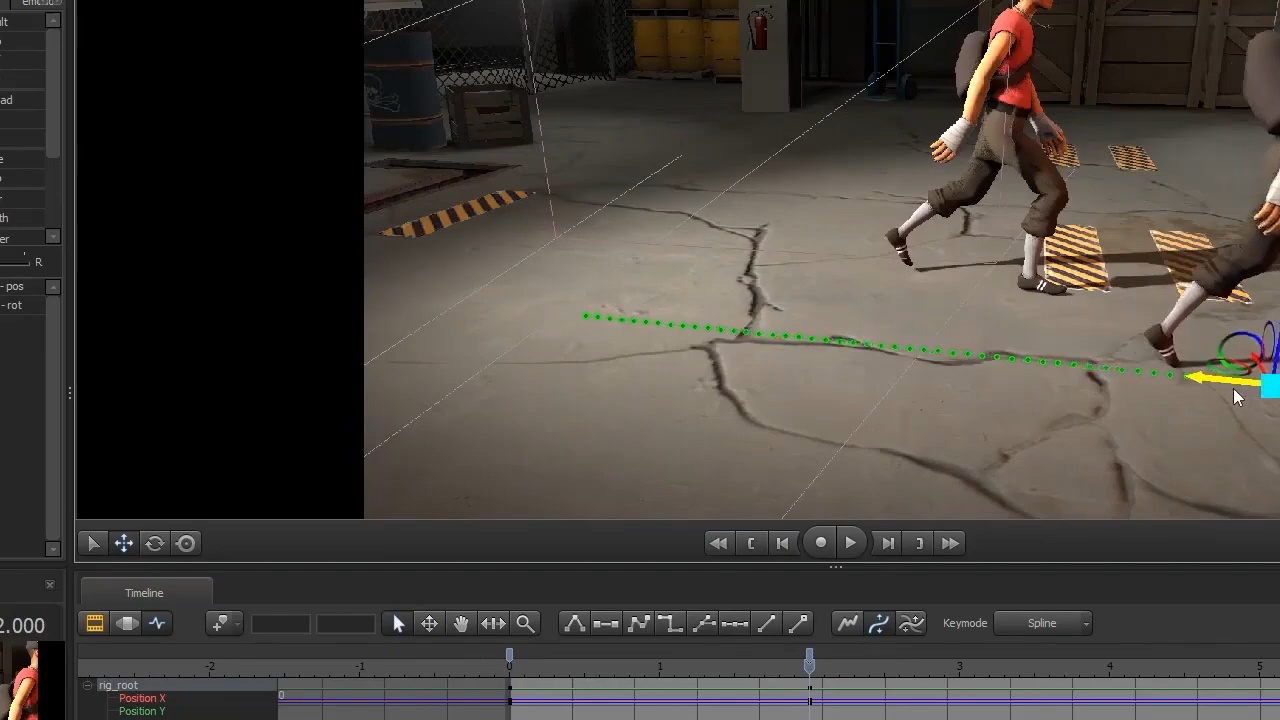 ad
th
er
R
- pos
- rot
Timeline
2.000
Keymode
Spline
-2
-1
0
1
3
4
5
rig_root
0
Position X
Position Y